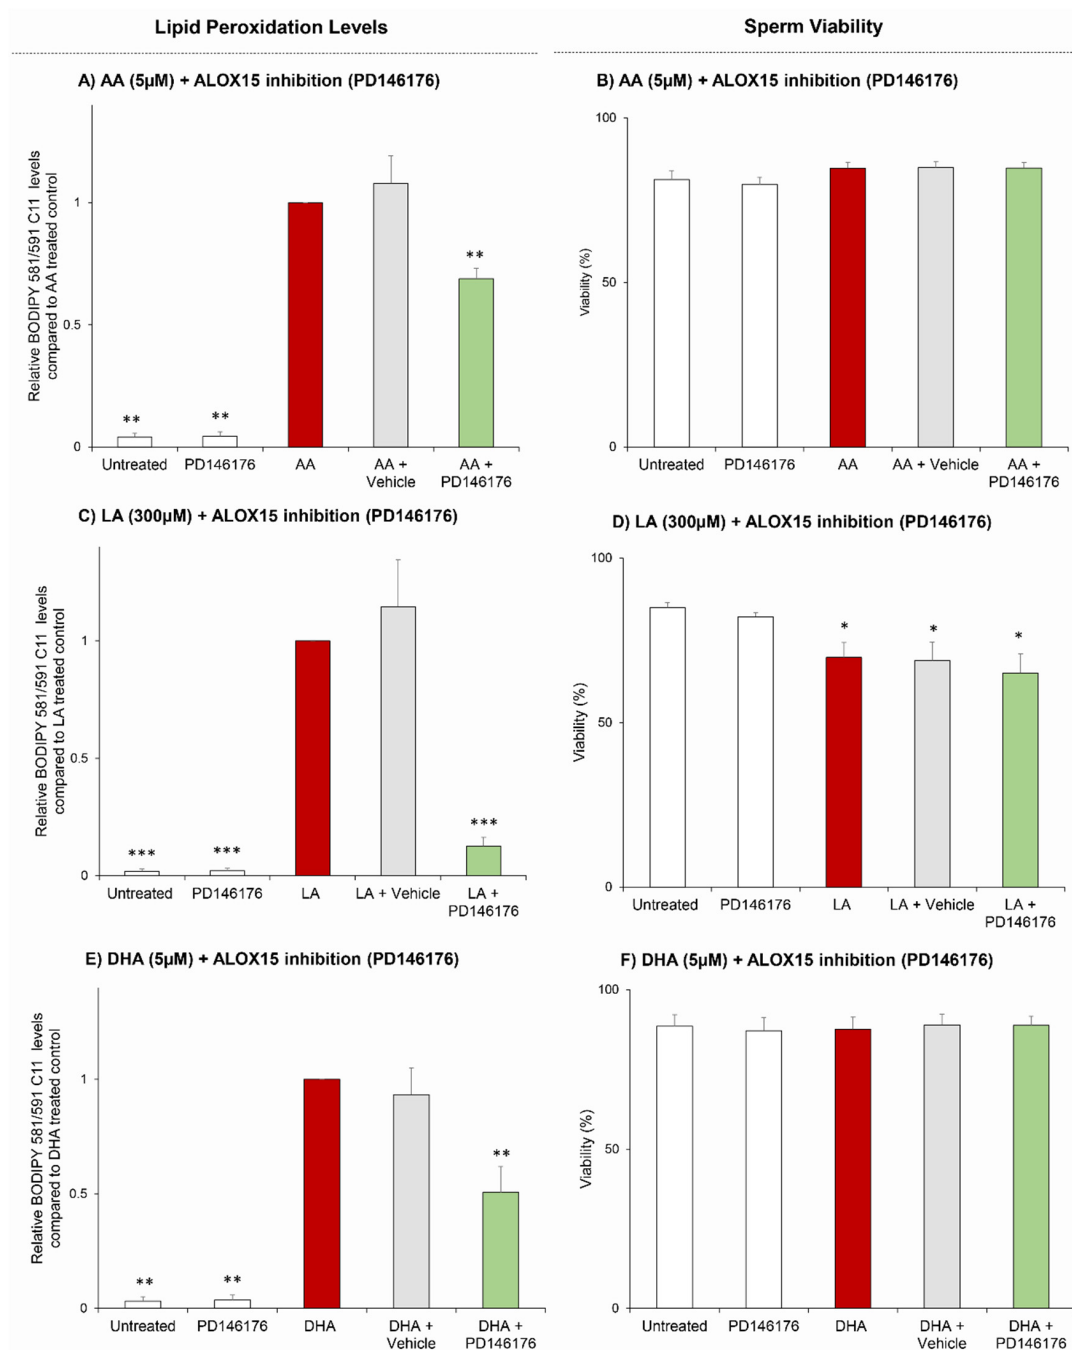 Lipid Peroxidation Levels
Sperm Viability
A) AA (5µM) + ALOX15 inhibition (PD146176)
Relative BODIPY 581/591 C11 levels
compared to AA treated control
1
0.5
0
**
**
**
Untreated
PD146176
AA
AA +
Vehicle
AA +
PD146176
B) AA (5µM) + ALOX15 inhibition (PD146176)
Viability (%)
100
50
0
Untreated
PD146176
AA
AA + Vehicle
AA +
PD146176
C) LA (300µM) + ALOX15 inhibition (PD146176)
Relative BODIPY 581/591 C11 levels
compared to LA treated control
1
0.5
0
***
***
***
Untreated
PD146176
LA
LA + Vehicle
LA +
PD146176
D) LA (300µM) + ALOX15 inhibition (PD146176)
Viability (%)
100
50
0
*
*
*
Untreated
PD146176
LA
LA + Vehicle
LA +
PD146176
E) DHA (5µM) + ALOX15 inhibition (PD146176)
Relative BODIPY 581/591 C11 levels
compared to DHA treated control
1
0.5
0
**
**
**
Untreated
PD146176
DHA
DHA +
Vehicle
DHA +
PD146176
F) DHA (5µM) + ALOX15 inhibition (PD146176)
Viability (%)
100
50
0
Untreated
PD146176
DHA
DHA +
Vehicle
DHA +
PD146176